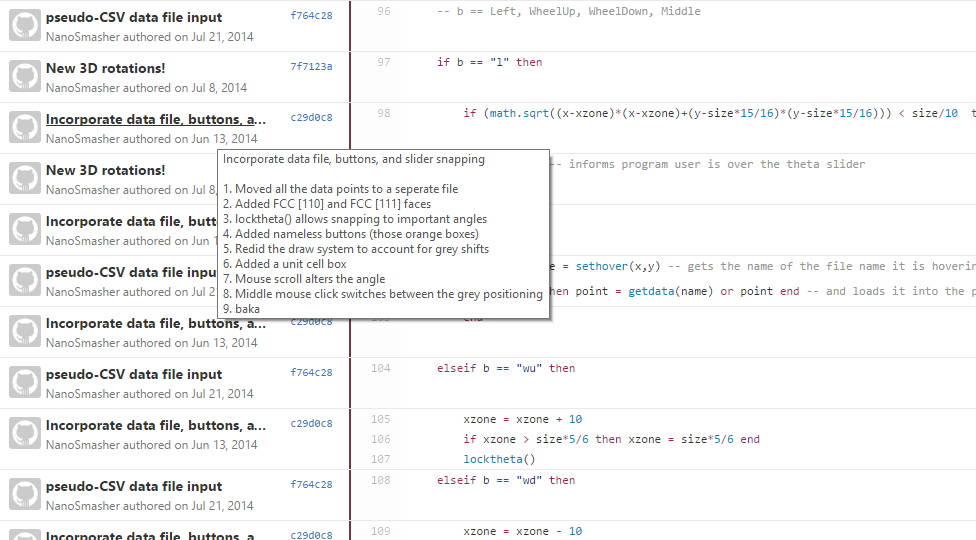 pseudo-CSV data file input f764c28
NanoSmasher authored on Jul 21, 2014
96 -- b == Left, WheelUp, WheelDown, Middle
New 3D rotations! 7f7123a
NanoSmasher authored on Jul 8, 2014
97 if b == "l" then
Incorporate data file, buttons, a... c29d0c8
NanoSmasher authored on Jun 13, 2014
98 if (math.sqrt((x-xzone)*(x-xzone)+(y-size*15/16)*(y-size*15/16))) < size/10 t
New 3D rotations!
NanoSmasher authored on Jul 8,
-- informs program user is over the theta slider
Incorporate data file, buttons, and slider snapping
1. Moved all the data points to a seperate file
2. Added FCC [110] and FCC [111] faces
3. locktheta() allows snapping to important angles
4. Added nameless buttons (those orange boxes)
5. Redid the draw system to account for grey shifts
6. Added a unit cell box
7. Mouse scroll alters the angle
8. Middle mouse click switches between the grey positioning
9. baka
Incorporate data file, butt
NanoSmasher authored on Jun 1
pseudo-CSV data file input
NanoSmasher authored on Jul 2
e = sethover(x,y) -- gets the name of the file name it is hoverin
hen point = getdata(name) or point end -- and loads it into the p
Incorporate data file, buttons, a... c29d0c8
NanoSmasher authored on Jun 13, 2014
103 end
pseudo-CSV data file input f764c28
NanoSmasher authored on Jul 21, 2014
104 elseif b == "wu" then
Incorporate data file, buttons, a... c29d0c8
NanoSmasher authored on Jun 13, 2014
105 xzone = xzone + 10
106 if xzone > size*5/6 then xzone = size*5/6 end
107 locktheta()
pseudo-CSV data file input f764c28
NanoSmasher authored on Jul 21, 2014
108 elseif b == "wd" then
Incorporate data file, buttons, a... c29d0c8
109 xzone = xzone - 10